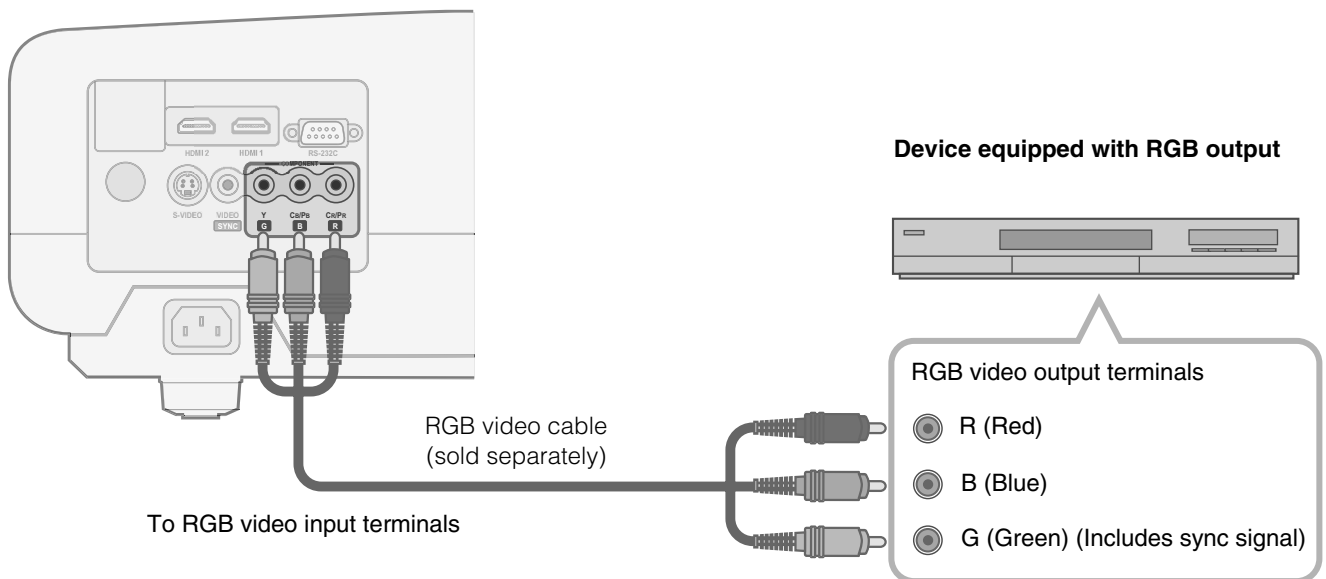 HDMI 2
HDMI 1
RS-232C
COMPONENT
S-VIDEO
VIDEO
SYNC
Y
CB/PB
CR/PR
G
B
R
Device equipped with RGB output
RGB video output terminals
R (Red)
B (Blue)
G (Green) (Includes sync signal)
RGB video cable
(sold separately)
To RGB video input terminals